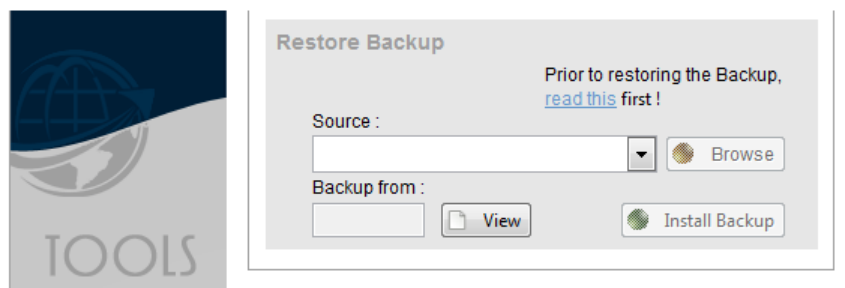 Restore Backup
Prior to restoring the Backup,
read this first !
Source :
Browse
Backup from :
View
Install Backup
TOOLS